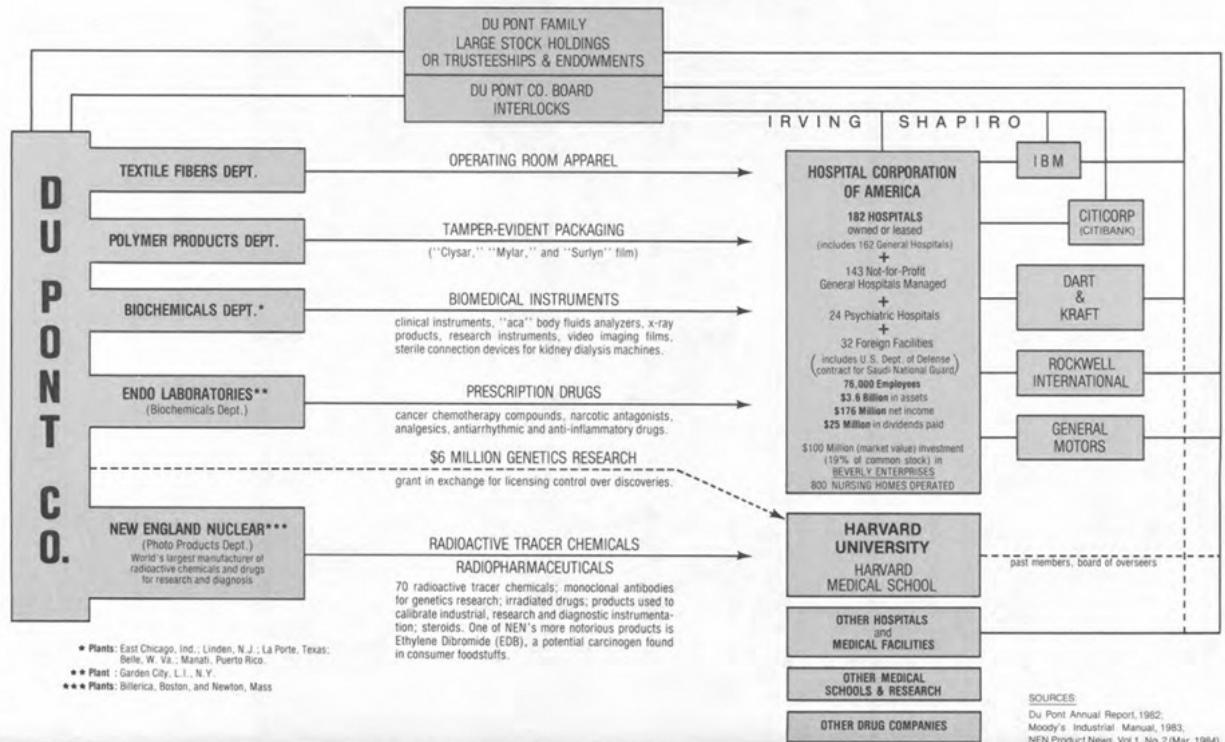 DU PONT FAMILY
LARGE STOCK HOLDINGS
OR TRUSTEESHIPS & ENDOWMENTS
DU PONT CO. BOARD
INTERLOCKS
IRVING SHAPIRO
DU PONT CO.
TEXTILE FIBERS DEPT.
POLYMER PRODUCTS DEPT.
BIOCHEMICALS DEPT.*
ENDO LABORATORIES**
(Biochemicals Dept.)
NEW ENGLAND NUCLEAR***
(Photo Products Dept.)
World's largest manufacturer of
radioactive chemicals and drugs
for research and diagnosis
OPERATING ROOM APPAREL
TAMPER-EVIDENT PACKAGING
("Clysar," "Mylar," and "Surlyn" film)
BIOMEDICAL INSTRUMENTS
clinical instruments, "aca" body fluids analyzers, x-ray
products, research instruments, video imaging films,
sterile connection devices for kidney dialysis machines.
PRESCRIPTION DRUGS
cancer chemotherapy compounds, narcotic antagonists,
analgesics, antiarrhythmic and anti-inflammatory drugs.
$6 MILLION GENETICS RESEARCH
grant in exchange for licensing control over discoveries.
RADIOACTIVE TRACER CHEMICALS
RADIOPHARMACEUTICALS
70 radioactive tracer chemicals; monoclonal antibodies
for genetics research; irradiated drugs; products used to
calibrate industrial, research and diagnostic instrumenta-
tion; steroids. One of NEN's more notorious products is
Ethylene Dibromide (EDB), a potential carcinogen found
in consumer foodstuffs.
HOSPITAL CORPORATION
OF AMERICA
182 HOSPITALS
owned or leased
(includes 162 General Hospitals)
+
143 Not-for-Profit
General Hospitals Managed
+
24 Psychiatric Hospitals
+
32 Foreign Facilities
(includes U.S. Dept. of Defense
contract for Saudi National Guard)
76,000 Employees
$3.6 Billion in assets
$176 Million net income
$25 Million in dividends paid
$100 Million (market value) investment
(19% of common stock) in
BEVERLY ENTERPRISES
800 NURSING HOMES OPERATED
IBM
CITICORP
(CITIBANK)
DART
&
KRAFT
ROCKWELL
INTERNATIONAL
GENERAL
MOTORS
HARVARD
UNIVERSITY
HARVARD
MEDICAL SCHOOL
past members, board of overseers
OTHER HOSPITALS
and
MEDICAL FACILITIES
OTHER MEDICAL
SCHOOLS & RESEARCH
OTHER DRUG COMPANIES
* Plants: East Chicago, Ind.; Linden, N.J.; La Porte, Texas;
Belle, W. Va.; Manati, Puerto Rico.
** Plant : Garden City, L.I., N.Y.
*** Plants: Billerica, Boston, and Newton, Mass
SOURCES:
Du Pont Annual Report, 1982;
Moody's Industrial Manual, 1983;
NEN Product News, Vol 1, No. 2 (Mar. 1984)